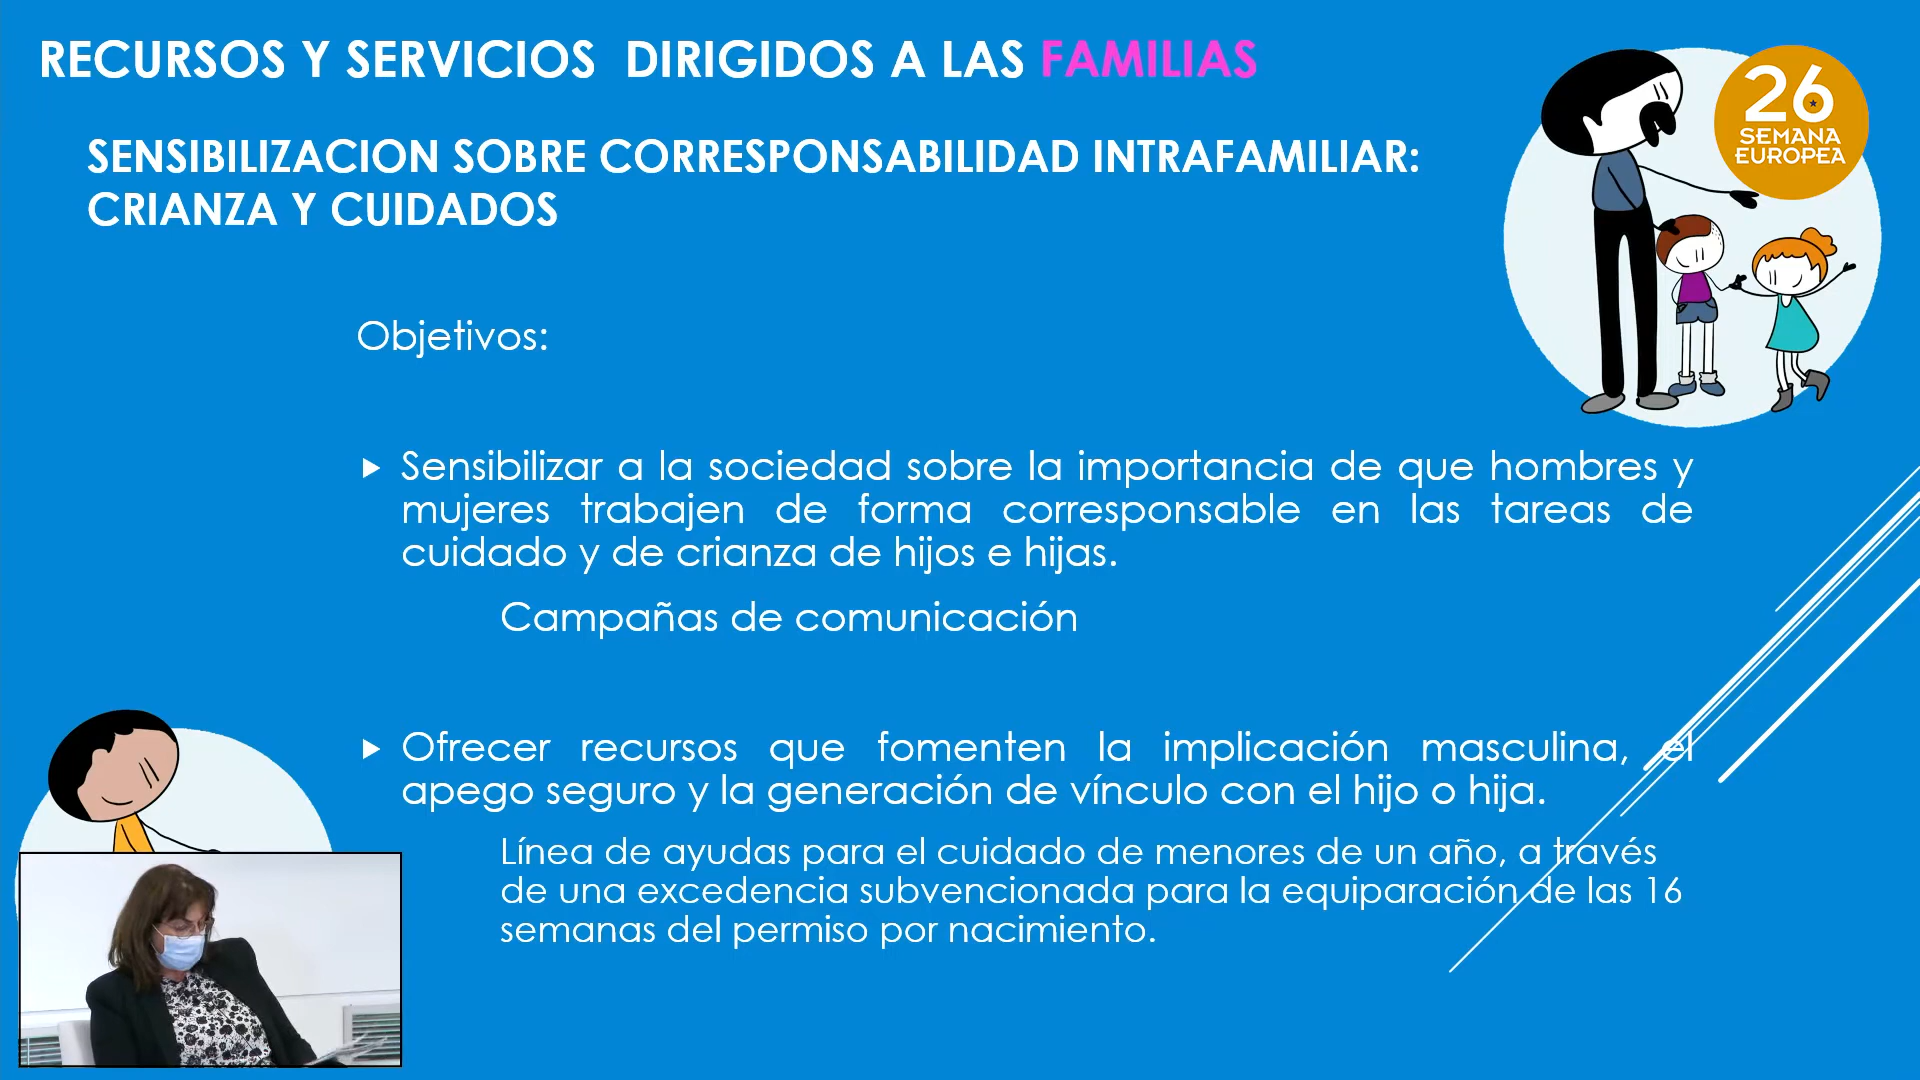 RECURSOS Y SERVICIOS DIRIGIDOS A LAS FAMILIAS
26
SEMANA
EUROPEA
SENSIBILIZACION SOBRE CORRESPONSABILIDAD INTRAFAMILIAR:
CRIANZA Y CUIDADOS
Objetivos:
Sensibilizar a la sociedad sobre la importancia de que hombres y
mujeres trabajen de forma corresponsable en las tareas de
cuidado y de crianza de hijos e hijas.
Campañas de comunicación
Ofrecer recursos que fomenten la implicación masculina, el
apego seguro y la generación de vínculo con el hijo o hija.
Línea de ayudas para el cuidado de menores de un año, a través
de una excedencia subvencionada para la equiparación de las 16
semanas del permiso por nacimiento.